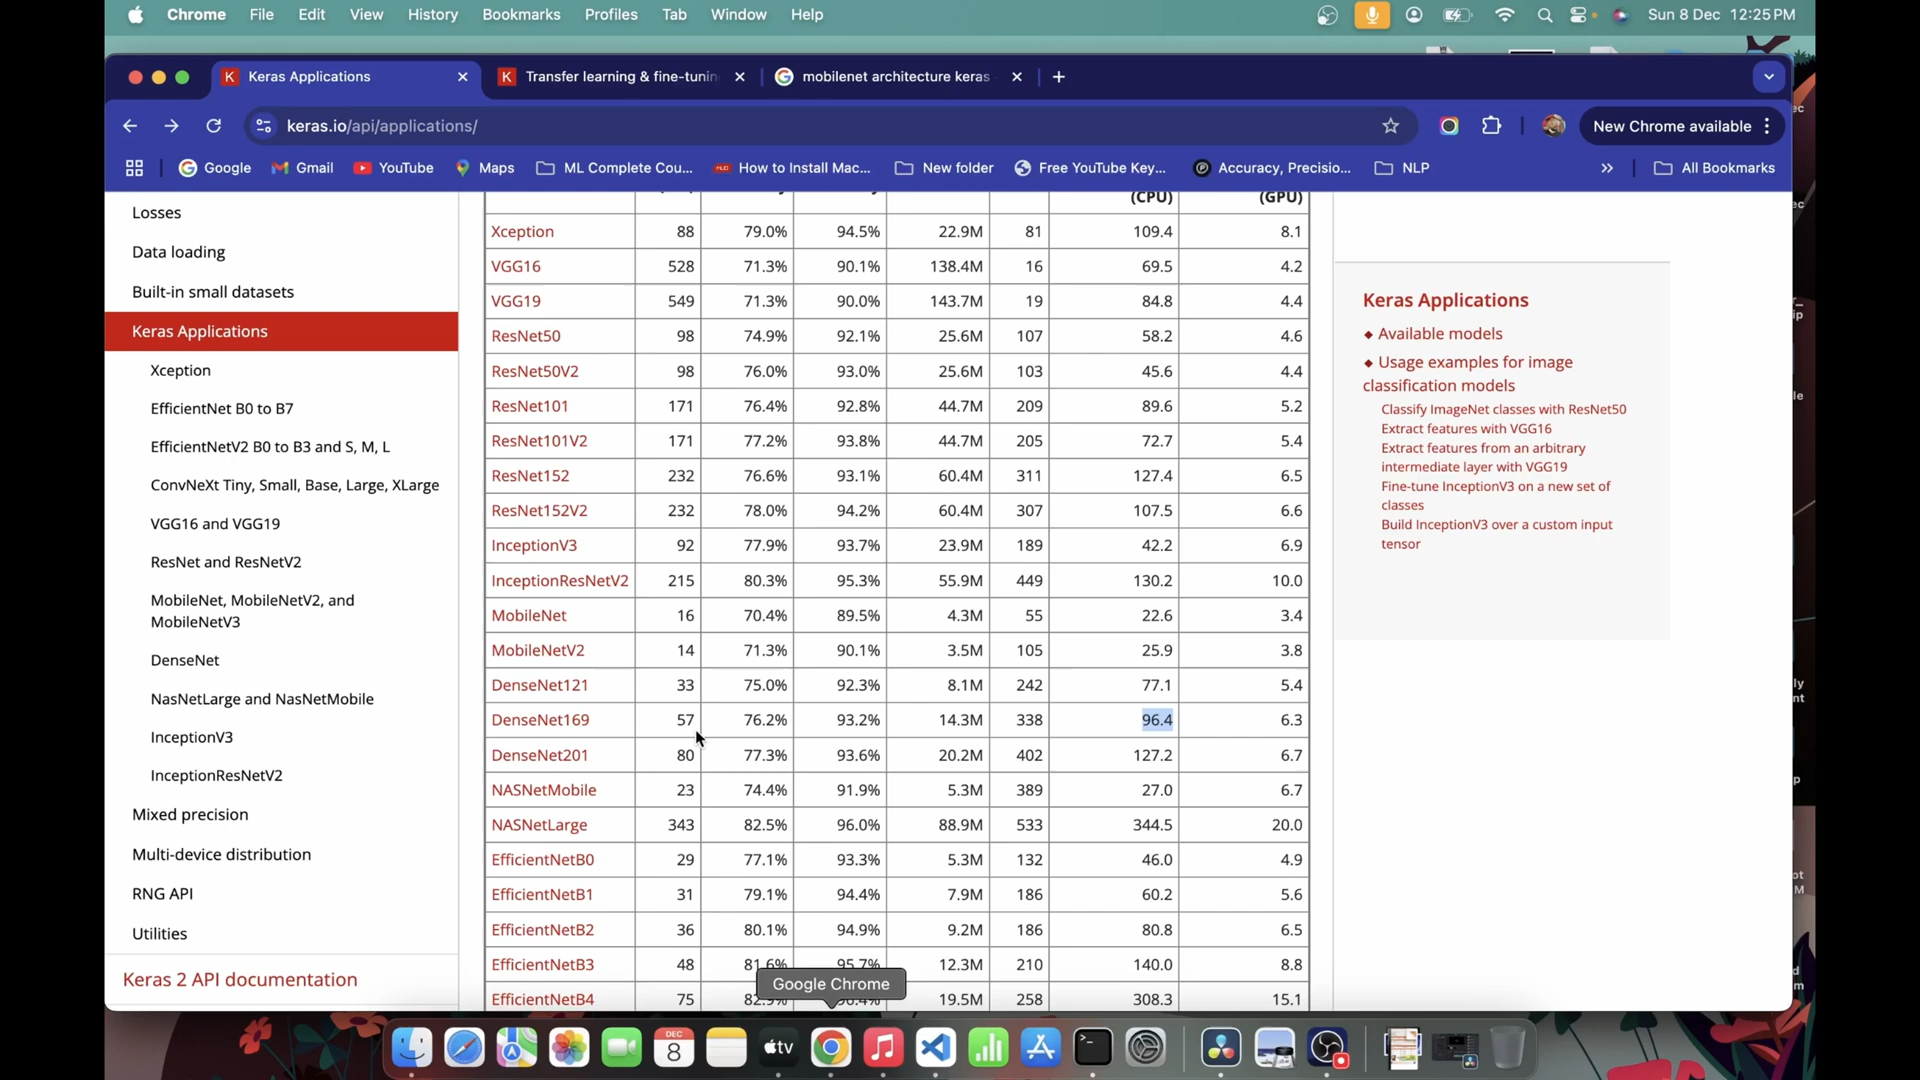 Chrome File Edit View History Bookmarks Profiles Tab Window Help Sun 8 Dec 12:25 PM
Keras Applications Transfer learning & fine-tunin mobilenet architecture keras
keras.io/api/applications/ New Chrome available
Google Gmail YouTube Maps ML Complete Cou... How to Install Mac... New folder Free YouTube Key... Accuracy, Precisio... NLP » All Bookmarks
Losses
Data loading
Built-in small datasets
Keras Applications
Xception
EfficientNet B0 to B7
EfficientNetV2 B0 to B3 and S, M, L
ConvNeXt Tiny, Small, Base, Large, XLarge
VGG16 and VGG19
ResNet and ResNetV2
MobileNet, MobileNetV2, and
MobileNetV3
DenseNet
NasNetLarge and NasNetMobile
InceptionV3
InceptionResNetV2
Mixed precision
Multi-device distribution
RNG API
Utilities
Keras 2 API documentation
(CPU) (GPU)
Xception 88 79.0% 94.5% 22.9M 81 109.4 8.1
VGG16 528 71.3% 90.1% 138.4M 16 69.5 4.2
VGG19 549 71.3% 90.0% 143.7M 19 84.8 4.4
ResNet50 98 74.9% 92.1% 25.6M 107 58.2 4.6
ResNet50V2 98 76.0% 93.0% 25.6M 103 45.6 4.4
ResNet101 171 76.4% 92.8% 44.7M 209 89.6 5.2
ResNet101V2 171 77.2% 93.8% 44.7M 205 72.7 5.4
ResNet152 232 76.6% 93.1% 60.4M 311 127.4 6.5
ResNet152V2 232 78.0% 94.2% 60.4M 307 107.5 6.6
InceptionV3 92 77.9% 93.7% 23.9M 189 42.2 6.9
InceptionResNetV2 215 80.3% 95.3% 55.9M 449 130.2 10.0
MobileNet 16 70.4% 89.5% 4.3M 55 22.6 3.4
MobileNetV2 14 71.3% 90.1% 3.5M 105 25.9 3.8
DenseNet121 33 75.0% 92.3% 8.1M 242 77.1 5.4
DenseNet169 57 76.2% 93.2% 14.3M 338 96.4 6.3
DenseNet201 80 77.3% 93.6% 20.2M 402 127.2 6.7
NASNetMobile 23 74.4% 91.9% 5.3M 389 27.0 6.7
NASNetLarge 343 82.5% 96.0% 88.9M 533 344.5 20.0
EfficientNetB0 29 77.1% 93.3% 5.3M 132 46.0 4.9
EfficientNetB1 31 79.1% 94.4% 7.9M 186 60.2 5.6
EfficientNetB2 36 80.1% 94.9% 9.2M 186 80.8 6.5
EfficientNetB3 48 81.6% 95.7% 12.3M 210 140.0 8.8
EfficientNetB4 75 19.5M 258 308.3 15.1
Keras Applications
◆ Available models
◆ Usage examples for image
classification models
Classify ImageNet classes with ResNet50
Extract features with VGG16
Extract features from an arbitrary
intermediate layer with VGG19
Fine-tune InceptionV3 on a new set of
classes
Build InceptionV3 over a custom input
tensor
Google Chrome
DEC
8
tv